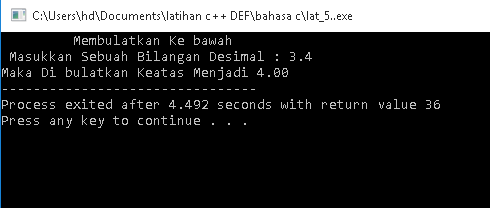 C:\Users\hd\Documents\latihan c++ DEF\bahasa c\lat_5..exe
Membulatkan Ke bawah
Masukkan Sebuah Bilangan Desimal : 3.4
Maka Di bulatkan Keatas Menjadi 4.00
--------------------------------
Process exited after 4.492 seconds with return value 36
Press any key to continue . . .